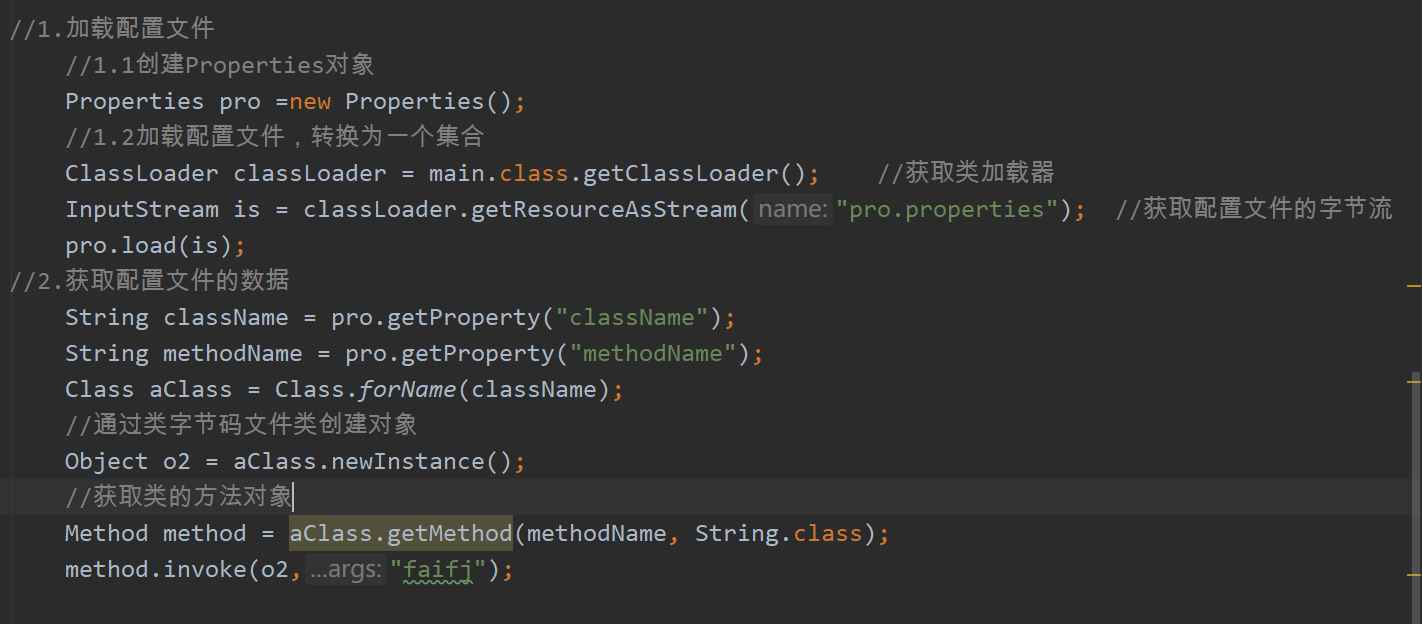 //1.加载配置文件
//1.1创建Properties对象
Properties pro =new Properties();
//1.2加载配置文件，转换为一个集合
ClassLoader classLoader = main.class.getClassLoader();    //获取类加载器
InputStream is = classLoader.getResourceAsStream( name: "pro.properties");  //获取配置文件的字节流
pro.load(is);
//2.获取配置文件的数据
String className = pro.getProperty("className");
String methodName = pro.getProperty("methodName");
Class aClass = Class.forName(className);
//通过类字节码文件类创建对象
Object o2 = aClass.newInstance();
//获取类的方法对象
Method method = aClass.getMethod(methodName, String.class);
method.invoke(o2, ...args: "faifj");